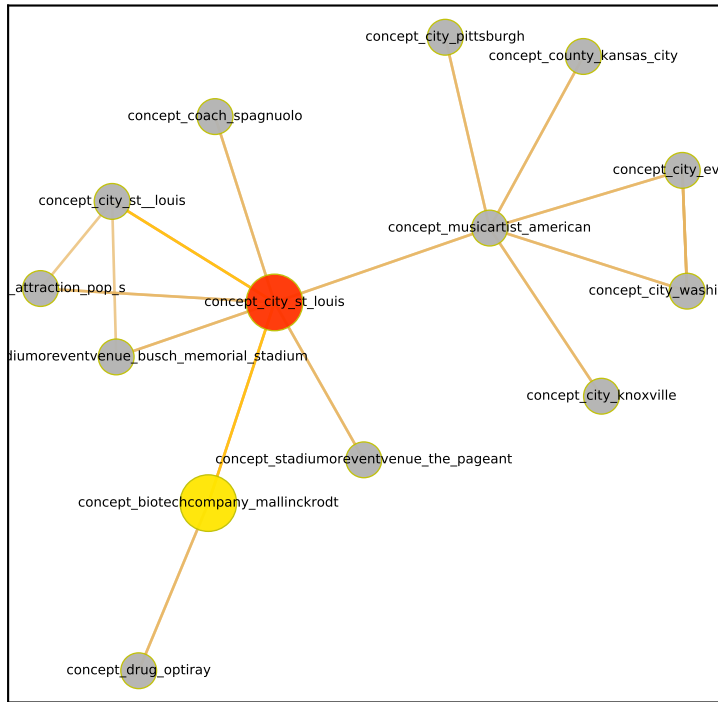 concept_city_pittsburgh
concept_county_kansas_city
concept_coach_spagnuolo
concept_city_ev
concept_city_st__louis
concept_musicartist_american
_attraction_pop_s
concept_city_washi
concept_city_st_louis
diumoreventvenue_busch_memorial_stadium
concept_city_knoxville
concept_stadiumoreventvenue_the_pageant
concept_biotechcompany_mallinckrodt
concept_drug_optiray